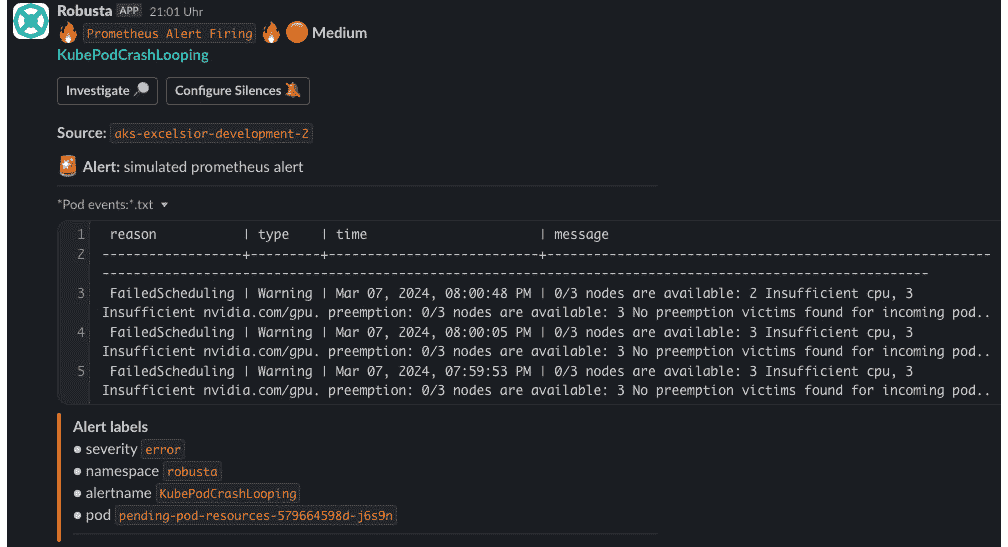 Robusta APP 21:01 Uhr
Prometheus Alert Firing Medium
KubePodCrashLooping
Investigate Configure Silences
Source: aks-excelsior-development-2
Alert: simulated prometheus alert
*Pod events:*.txt
1 reason | type | time | message
2 ------------------+---------+---------------------------+---------------------------------------------------------
----------------------------------------------------------------------------------------------------------
3 FailedScheduling | Warning | Mar 07, 2024, 08:00:48 PM | 0/3 nodes are available: 2 Insufficient cpu, 3
Insufficient nvidia.com/gpu. preemption: 0/3 nodes are available: 3 No preemption victims found for incoming pod..
4 FailedScheduling | Warning | Mar 07, 2024, 08:00:05 PM | 0/3 nodes are available: 3 Insufficient cpu, 3
Insufficient nvidia.com/gpu. preemption: 0/3 nodes are available: 3 No preemption victims found for incoming pod..
5 FailedScheduling | Warning | Mar 07, 2024, 07:59:53 PM | 0/3 nodes are available: 3 Insufficient cpu, 3
Insufficient nvidia.com/gpu. preemption: 0/3 nodes are available: 3 No preemption victims found for incoming pod..
Alert labels
● severity error
● namespace robusta
● alertname KubePodCrashLooping
● pod pending-pod-resources-579664598d-j6s9n